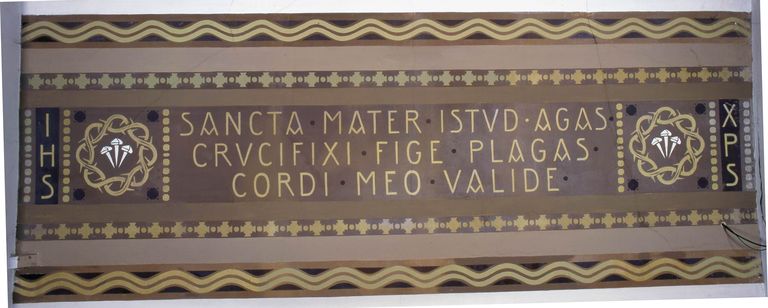 IHS
SANCTA · MATER · ISTVD · AGAS ·
CRVCIFIXI · FIGE · PLAGAS ·
CORDI · MEO · VALIDE ·
XPS